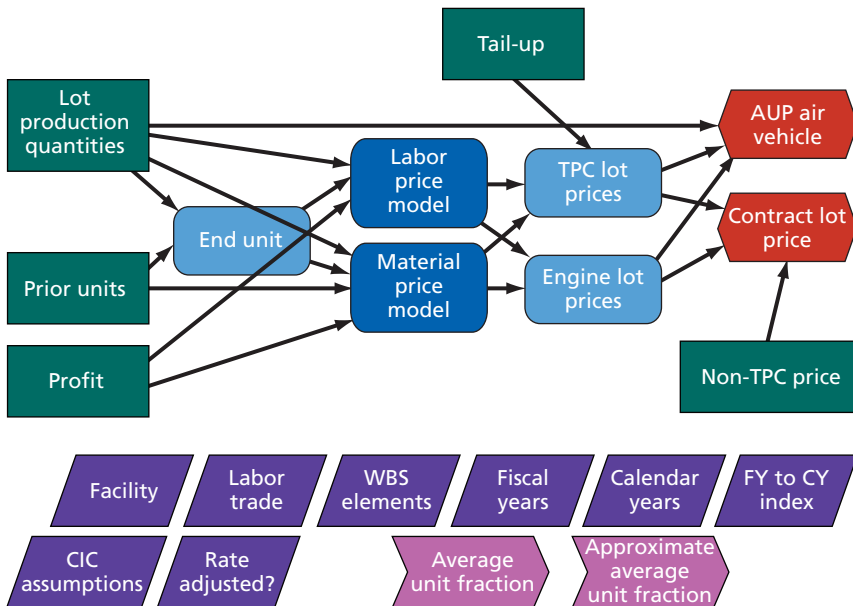 Tail-up
Lot
production
quantities
AUP air
vehicle
Labor
price
model
TPC lot
prices
End unit
Contract lot
price
Material
price
model
Engine lot
prices
Prior units
Profit
Non-TPC price
Facility
Labor
trade
WBS
elements
Fiscal
years
Calendar
years
FY to CY
index
CIC
assumptions
Rate
adjusted?
Average
unit fraction
Approximate
average
unit fraction